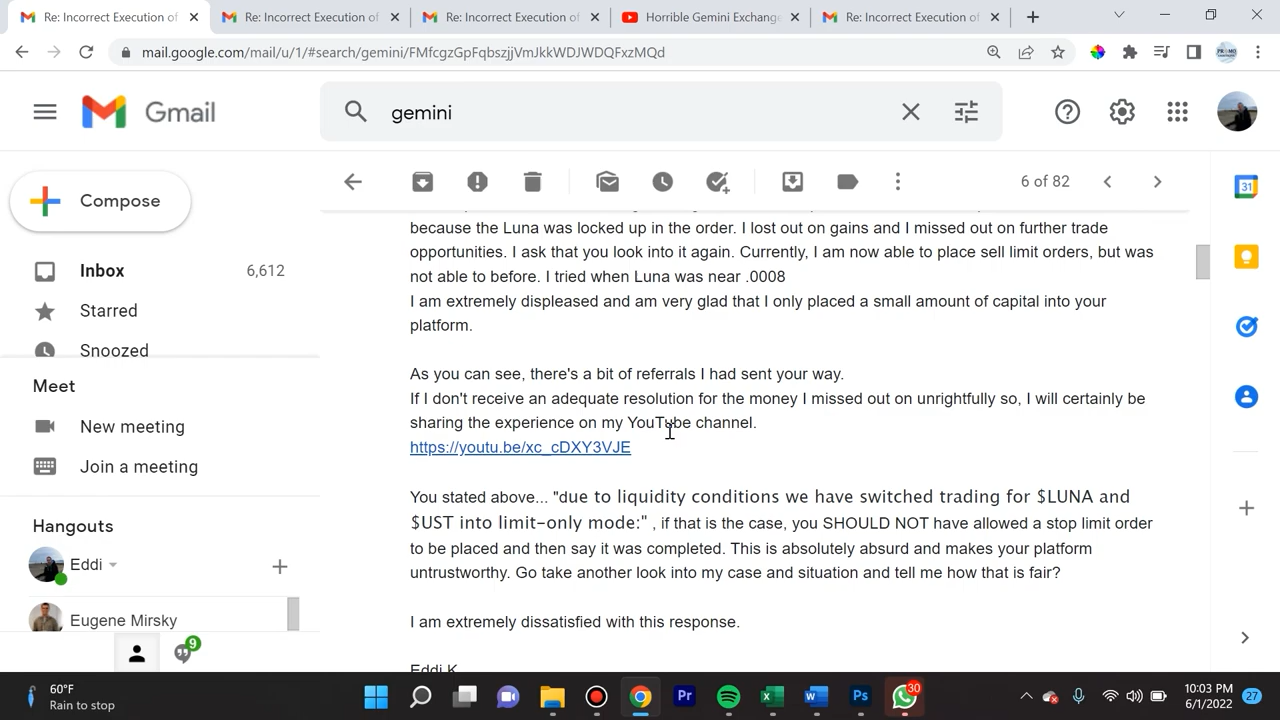 Re: Incorrect Execution of
Re: Incorrect Execution of
Re: Incorrect Execution of
Horrible Gemini Exchange
Re: Incorrect Execution of
mail.google.com/mail/u/1/#search/gemini/FMfcgzGpFqbszjjVmJkkWDJWDQFxzMQd
Gmail
gemini
Compose
6 of 82
31
Inbox 6,612
Starred
Snoozed
Meet
New meeting
Join a meeting
Hangouts
Eddi
Eugene Mirsky
9
because the Luna was locked up in the order. I lost out on gains and I missed out on further trade
opportunities. I ask that you look into it again. Currently, I am now able to place sell limit orders, but was
not able to before. I tried when Luna was near .0008
I am extremely displeased and am very glad that I only placed a small amount of capital into your
platform.
As you can see, there's a bit of referrals I had sent your way.
If I don't receive an adequate resolution for the money I missed out on unrightfully so, I will certainly be
sharing the experience on my YouTube channel.
https://youtu.be/xc_cDXY3VJE
You stated above... "due to liquidity conditions we have switched trading for $LUNA and
$UST into limit-only mode:" , if that is the case, you SHOULD NOT have allowed a stop limit order
to be placed and then say it was completed. This is absolutely absurd and makes your platform
untrustworthy. Go take another look into my case and situation and tell me how that is fair?
I am extremely dissatisfied with this response.
Eddi K
60°F
Rain to stop
Pr
Ps
30
10:03 PM
6/1/2022
27